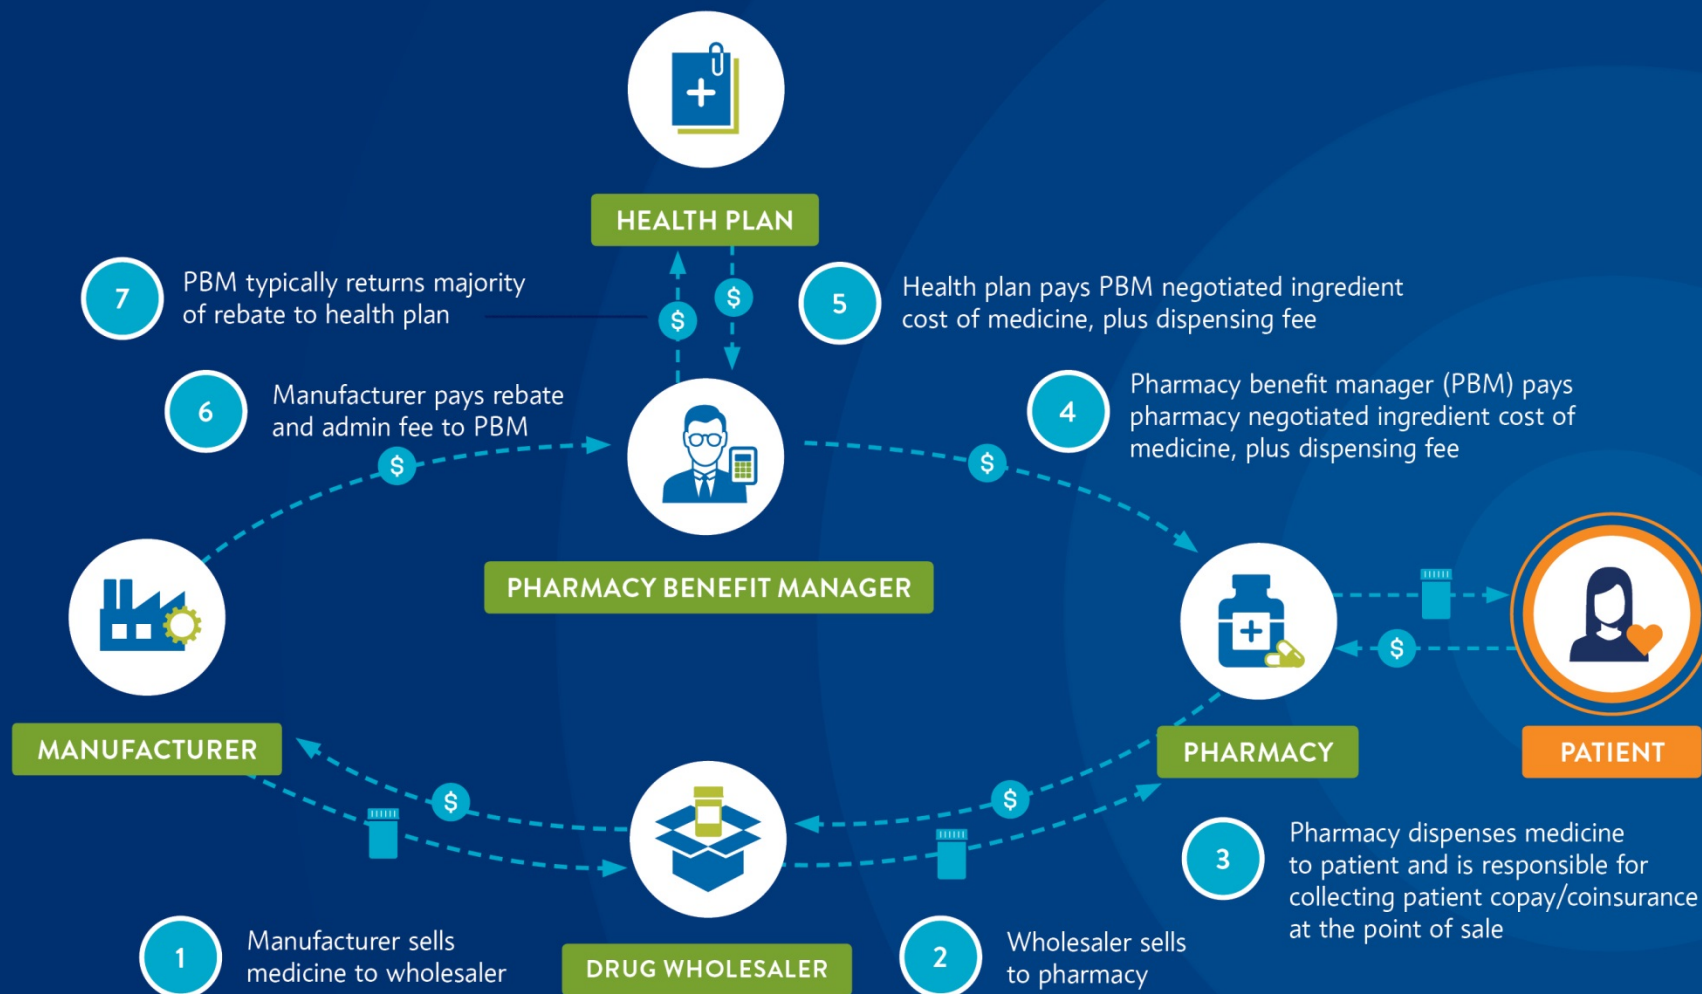 HEALTH PLAN
7
PBM typically returns majority
of rebate to health plan
$
$
5
Health plan pays PBM negotiated ingredient
cost of medicine, plus dispensing fee
6
Manufacturer pays rebate
and admin fee to PBM
$
4
Pharmacy benefit manager (PBM) pays
pharmacy negotiated ingredient cost of
medicine, plus dispensing fee
$
PHARMACY BENEFIT MANAGER
$
MANUFACTURER
PHARMACY
PATIENT
$
$
3
Pharmacy dispenses medicine
to patient and is responsible for
collecting patient copay/coinsurance
at the point of sale
1
Manufacturer sells
medicine to wholesaler
DRUG WHOLESALER
2
Wholesaler sells
to pharmacy